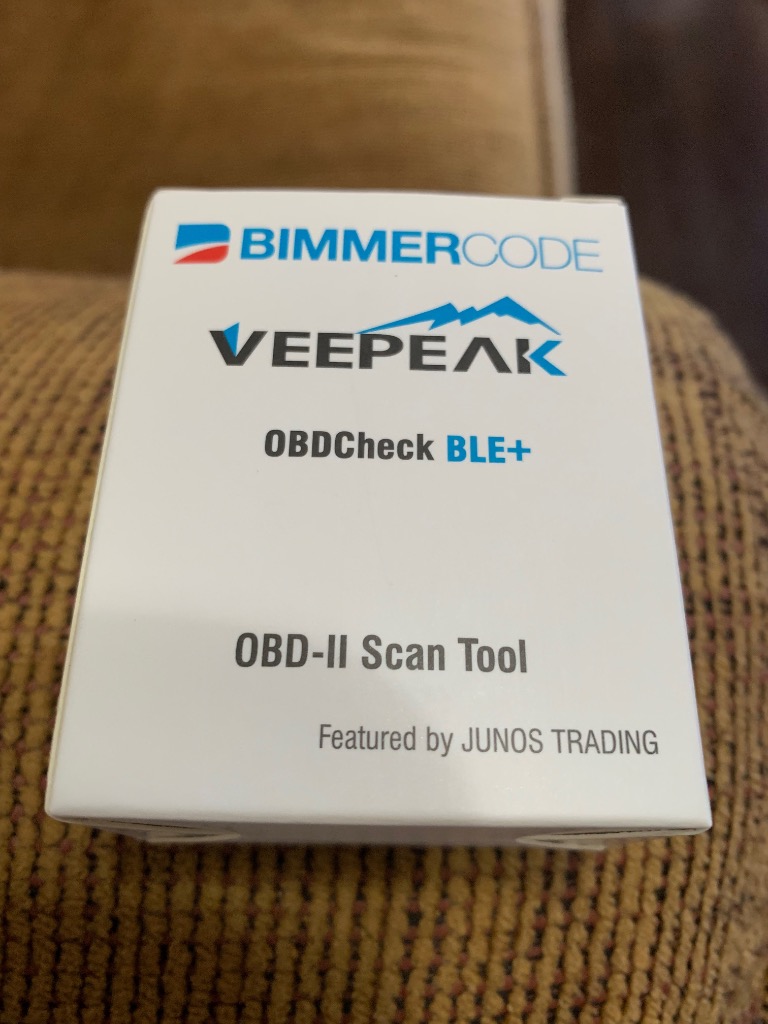 BIMMERCODE
VEEPEAK
OBDCheck BLE+
OBD-II Scan Tool
Featured by JUNOS TRADING